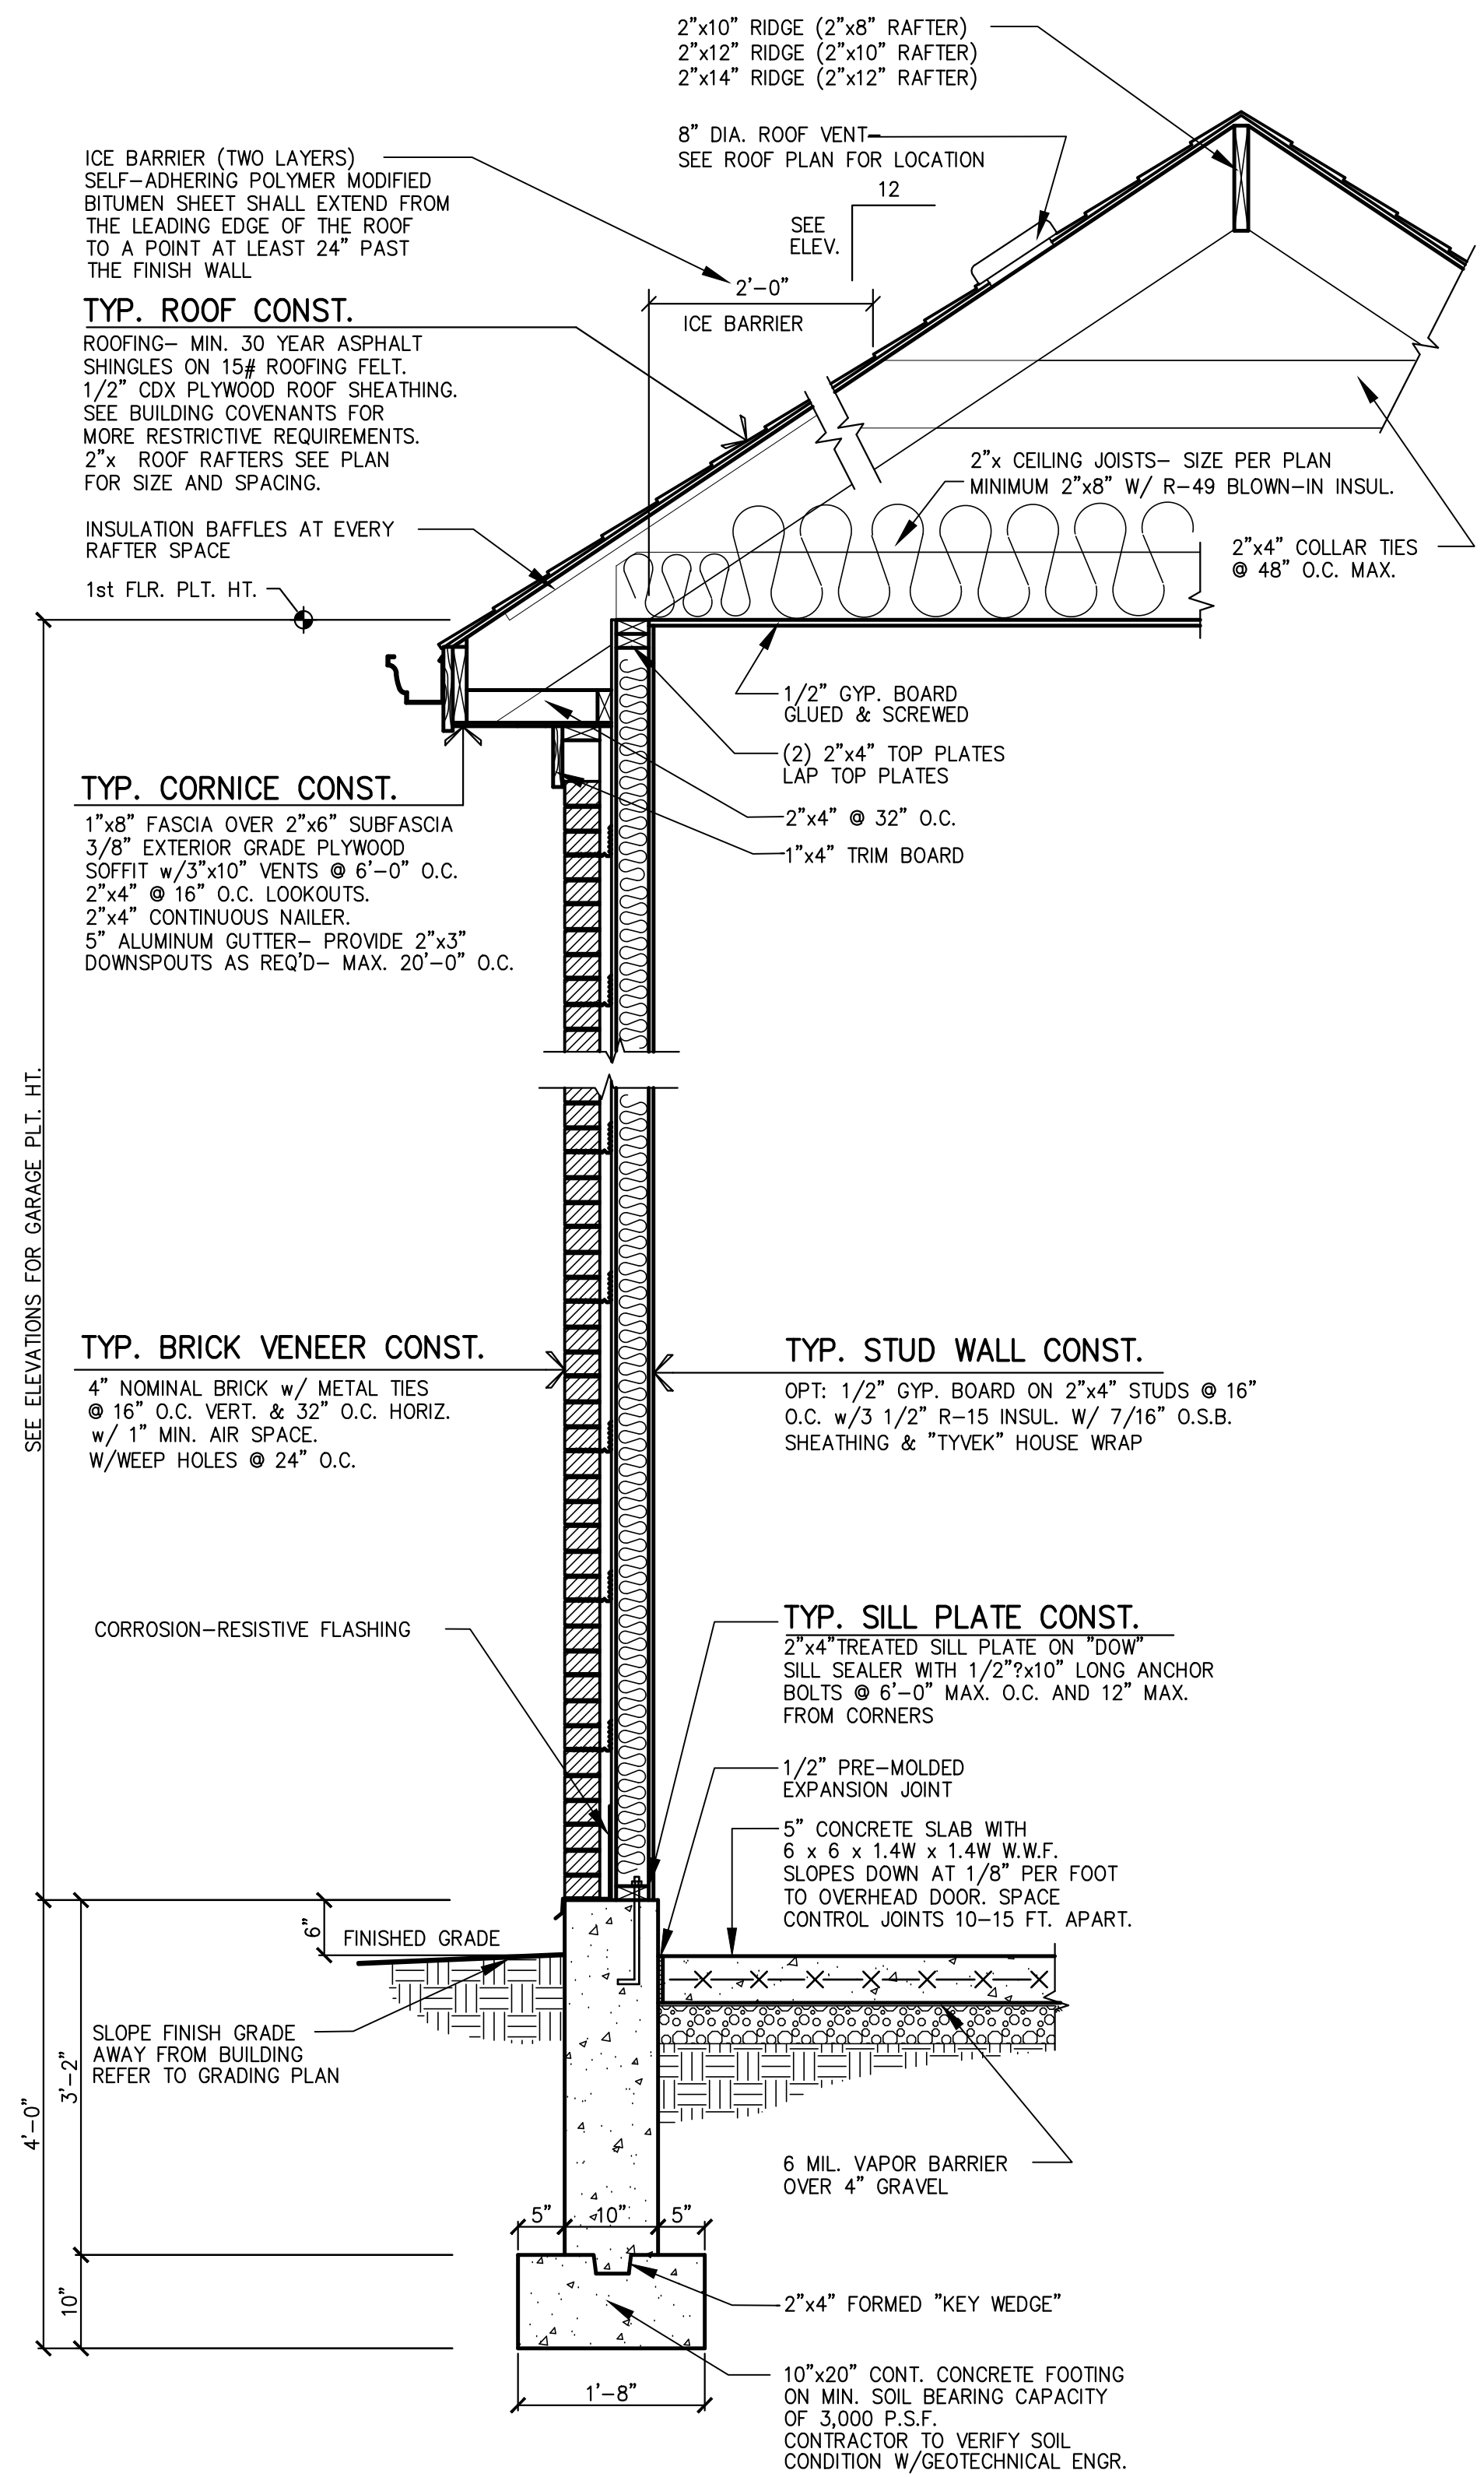 2"x10" RIDGE (2"x8" RAFTER)
2"x12" RIDGE (2"x10" RAFTER)
2"x14" RIDGE (2"x12" RAFTER)
8" DIA. ROOF VENT–
SEE ROOF PLAN FOR LOCATION
12
SEE
ELEV.
ICE BARRIER (TWO LAYERS)
SELF–ADHERING POLYMER MODIFIED
BITUMEN SHEET SHALL EXTEND FROM
THE LEADING EDGE OF THE ROOF
TO A POINT AT LEAST 24" PAST
THE FINISH WALL
2'–0"
ICE BARRIER
TYP. ROOF CONST.
ROOFING– MIN. 30 YEAR ASPHALT
SHINGLES ON 15# ROOFING FELT.
1/2" CDX PLYWOOD ROOF SHEATHING.
SEE BUILDING COVENANTS FOR
MORE RESTRICTIVE REQUIREMENTS.
2"x ROOF RAFTERS SEE PLAN
FOR SIZE AND SPACING.
2"x CEILING JOISTS– SIZE PER PLAN
MINIMUM 2"x8" W/ R–49 BLOWN–IN INSUL.
2"x4" COLLAR TIES
@ 48" O.C. MAX.
INSULATION BAFFLES AT EVERY
RAFTER SPACE
1st FLR. PLT. HT.
1/2" GYP. BOARD
GLUED & SCREWED
(2) 2"x4" TOP PLATES
LAP TOP PLATES
2"x4" @ 32" O.C.
1"x4" TRIM BOARD
TYP. CORNICE CONST.
1"x8" FASCIA OVER 2"x6" SUBFASCIA
3/8" EXTERIOR GRADE PLYWOOD
SOFFIT w/3"x10" VENTS @ 6'–0" O.C.
2"x4" @ 16" O.C. LOOKOUTS.
2"x4" CONTINUOUS NAILER.
5" ALUMINUM GUTTER– PROVIDE 2"x3"
DOWNSPOUTS AS REQ'D– MAX. 20'–0" O.C.
SEE ELEVATIONS FOR GARAGE PLT. HT.
TYP. BRICK VENEER CONST.
4" NOMINAL BRICK w/ METAL TIES
@ 16" O.C. VERT. & 32" O.C. HORIZ.
w/ 1" MIN. AIR SPACE.
W/WEEP HOLES @ 24" O.C.
TYP. STUD WALL CONST.
OPT: 1/2" GYP. BOARD ON 2"x4" STUDS @ 16"
O.C. w/3 1/2" R–15 INSUL. W/ 7/16" O.S.B.
SHEATHING & "TYVEK" HOUSE WRAP
CORROSION–RESISTIVE FLASHING
TYP. SILL PLATE CONST.
2"x4"TREATED SILL PLATE ON "DOW"
SILL SEALER WITH 1/2"?x10" LONG ANCHOR
BOLTS @ 6'–0" MAX. O.C. AND 12" MAX.
FROM CORNERS
1/2" PRE–MOLDED
EXPANSION JOINT
5" CONCRETE SLAB WITH
6 x 6 x 1.4W x 1.4W W.W.F.
SLOPES DOWN AT 1/8" PER FOOT
TO OVERHEAD DOOR. SPACE
CONTROL JOINTS 10–15 FT. APART.
6"
FINISHED GRADE
SLOPE FINISH GRADE
AWAY FROM BUILDING
REFER TO GRADING PLAN
3'–2"
4'–0"
6 MIL. VAPOR BARRIER
OVER 4" GRAVEL
5" 10" 5"
10"
2"x4" FORMED "KEY WEDGE"
1'–8"
10"x20" CONT. CONCRETE FOOTING
ON MIN. SOIL BEARING CAPACITY
OF 3,000 P.S.F.
CONTRACTOR TO VERIFY SOIL
CONDITION W/GEOTECHNICAL ENGR.